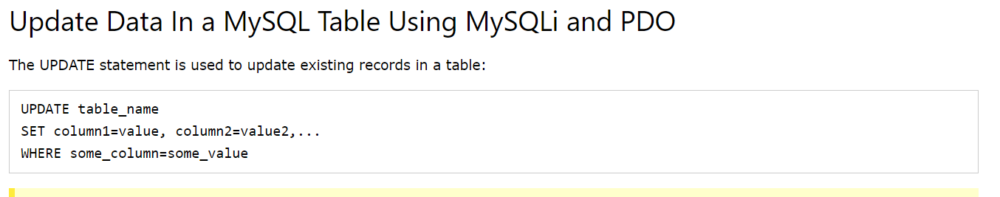 Update Data In a MySQL Table Using MySQLi and PDO
The UPDATE statement is used to update existing records in a table:
UPDATE table_name
SET column1=value, column2=value2,...
WHERE some_column=some_value